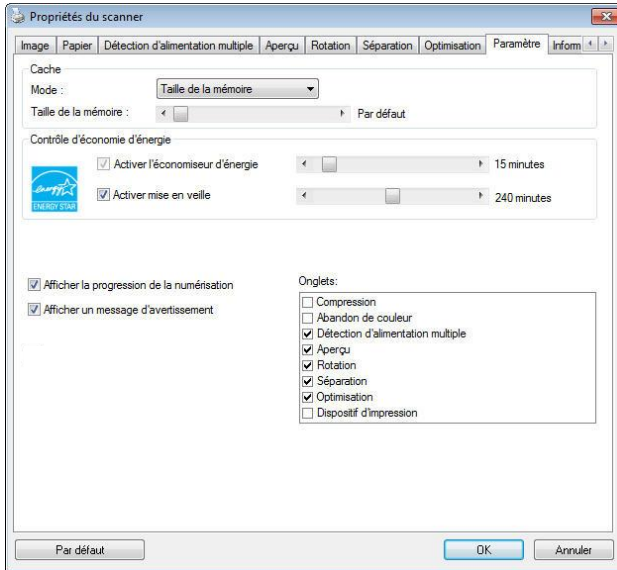 Propriétés du scanner
Image Papier Détection d'alimentation multiple Aperçu Rotation Séparation Optimisation Paramètre Inform
Cache
Mode : Taille de la mémoire
Taille de la mémoire : Par défaut
Contrôle d'économie d'énergie
Activer l'économiseur d'énergie 15 minutes
Activer mise en veille 240 minutes
energy
ENERGY STAR
Afficher la progression de la numérisation
Afficher un message d'avertissement
Onglets:
Compression
Abandon de couleur
Détection d'alimentation multiple
Aperçu
Rotation
Séparation
Optimisation
Dispositif d'impression
Par défaut OK Annuler